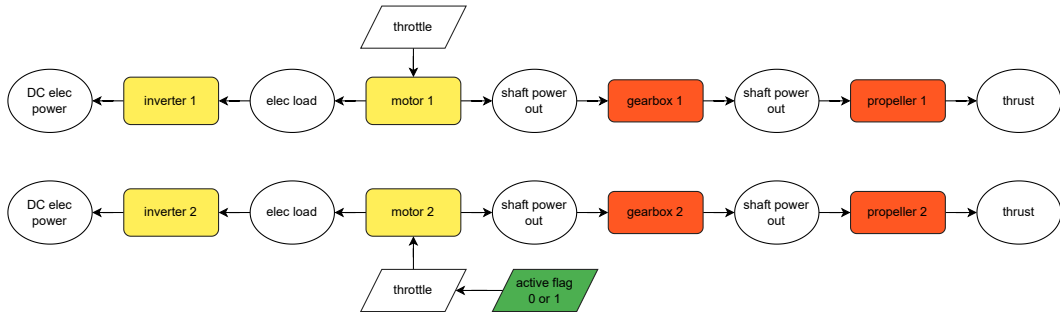 throttle
DC elec
power
inverter 1
elec load
motor 1
shaft power
out
gearbox 1
shaft power
out
propeller 1
thrust
DC elec
power
inverter 2
elec load
motor 2
shaft power
out
gearbox 2
shaft power
out
propeller 2
thrust
throttle
active flag
0 or 1